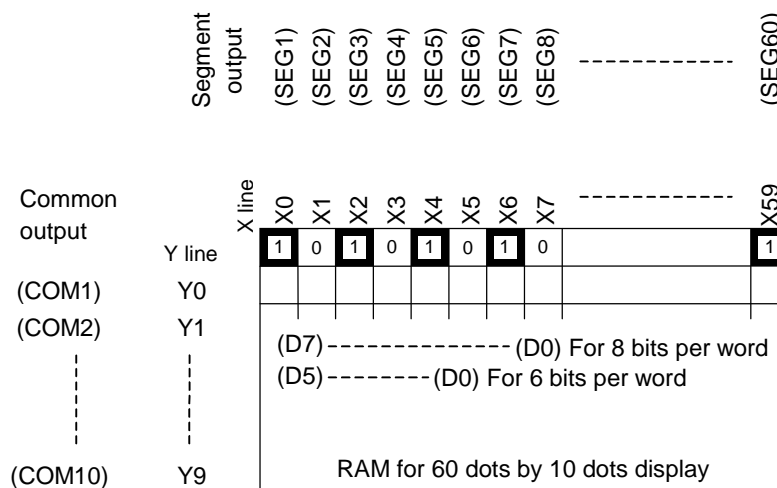 Segment
output
(SEG1) (SEG2) (SEG3) (SEG4) (SEG5) (SEG6) (SEG7) (SEG8) (SEG60)
Common
output
X line
X0 X1 X2 X3 X4 X5 X6 X7 X59
Y line
1 0 1 0 1 0 1 0 1
(COM1) Y0
(COM2) Y1
(D7) (D0) For 8 bits per word
(D5) (D0) For 6 bits per word
(COM10) Y9
RAM for 60 dots by 10 dots display